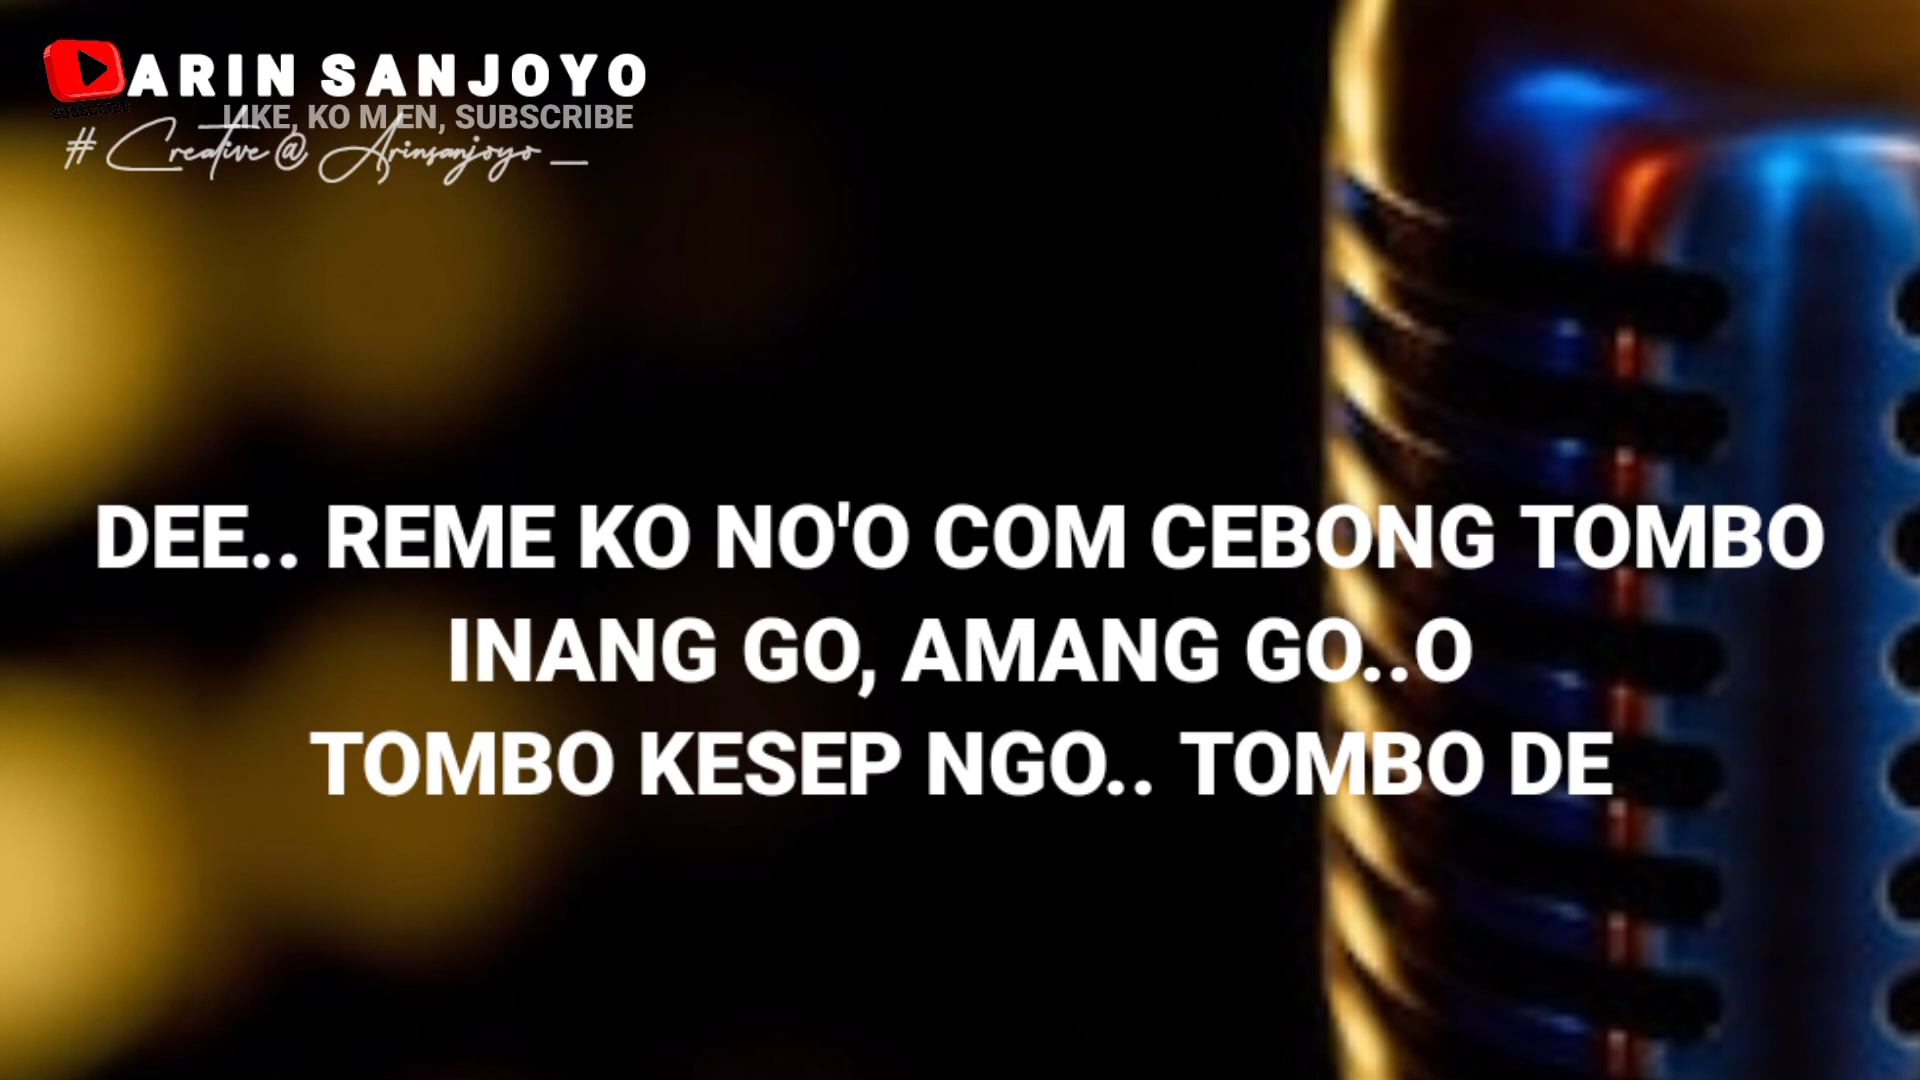 ARIN SANJOYO
LIKE, KO M EN, SUBSCRIBE
# Creative @ Arinsanjoyo _
DEE.. REME KO NO'O COM CEBONG TOMBO
INANG GO, AMANG GO..O
TOMBO KESEP NGO.. TOMBO DE